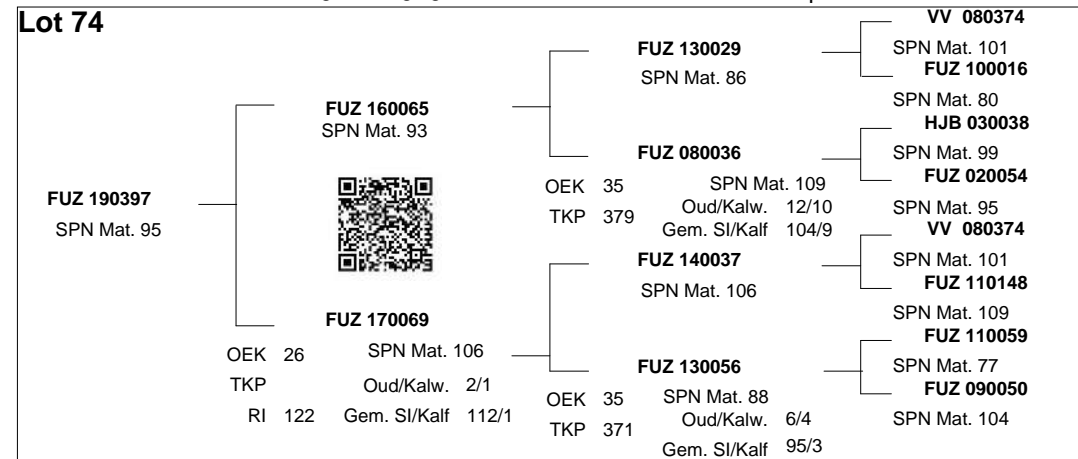 Lot 74
FUZ 190397
SPN Mat. 95
FUZ 160065
SPN Mat. 93
FUZ 170069
OEK 26 SPN Mat. 106
TKP Oud/Kalw. 2/1
RI 122 Gem. SI/Kalf 112/1
FUZ 130029
SPN Mat. 86
FUZ 080036
OEK 35 SPN Mat. 109
TKP 379 Oud/Kalw. 12/10
Gem. SI/Kalf 104/9
FUZ 140037
SPN Mat. 106
FUZ 130056
OEK 35 SPN Mat. 88
TKP 371 Oud/Kalw. 6/4
Gem. SI/Kalf 95/3
VV 080374
SPN Mat. 101
FUZ 100016
SPN Mat. 80
HJB 030038
SPN Mat. 99
FUZ 020054
SPN Mat. 95
VV 080374
SPN Mat. 101
FUZ 110148
SPN Mat. 109
FUZ 110059
SPN Mat. 77
FUZ 090050
SPN Mat. 104